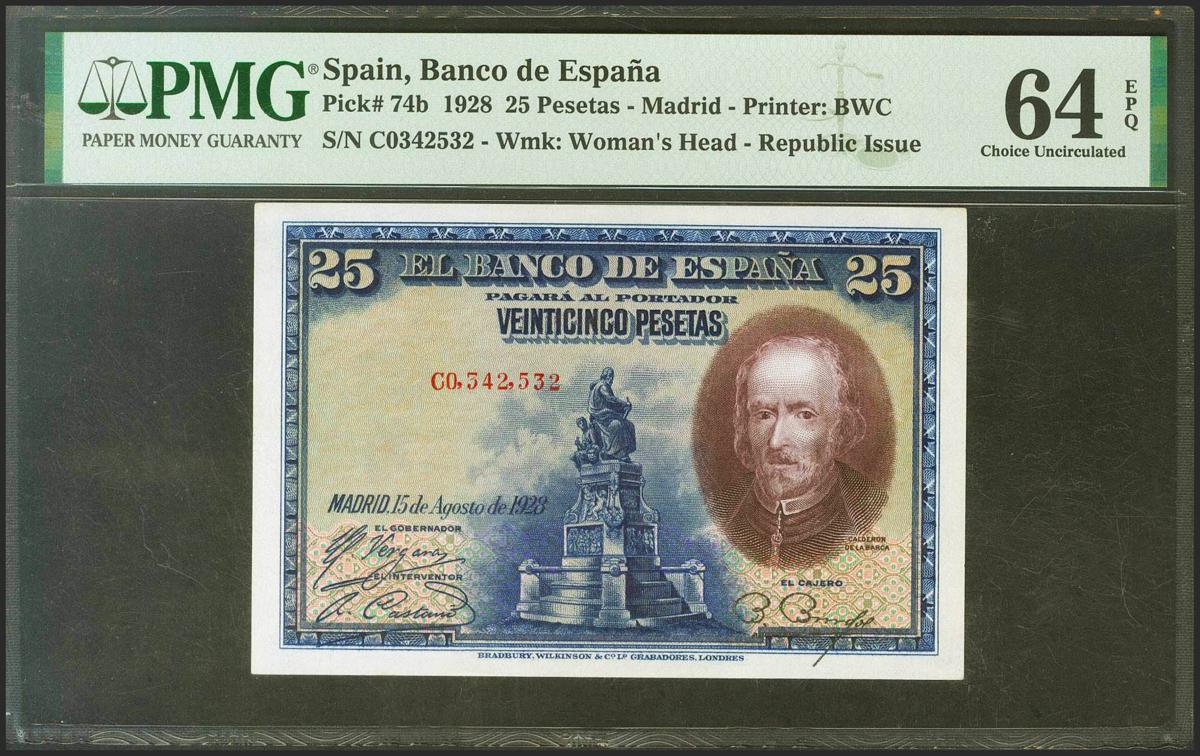 PMG®
PAPER MONEY GUARANTY
Spain, Banco de España
Pick# 74b 1928 25 Pesetas - Madrid - Printer: BWC
S/N C0342532 - Wmk: Woman's Head - Republic Issue
64
EPQ
Choice Uncirculated
25 EL BANCO DE ESPAÑA 25
PAGARÁ AL PORTADOR
VEINTICINCO PESETAS
C0,342,532
MADRID, 15 de Agosto de 1928
EL GOBERNADOR
Vergara
CALDERON
DE LA BARCA
EL INTERVENTOR
EL CAJERO
BRADBURY, WILKINSON & Cº Lᴰ GRABADORES, LONDRES